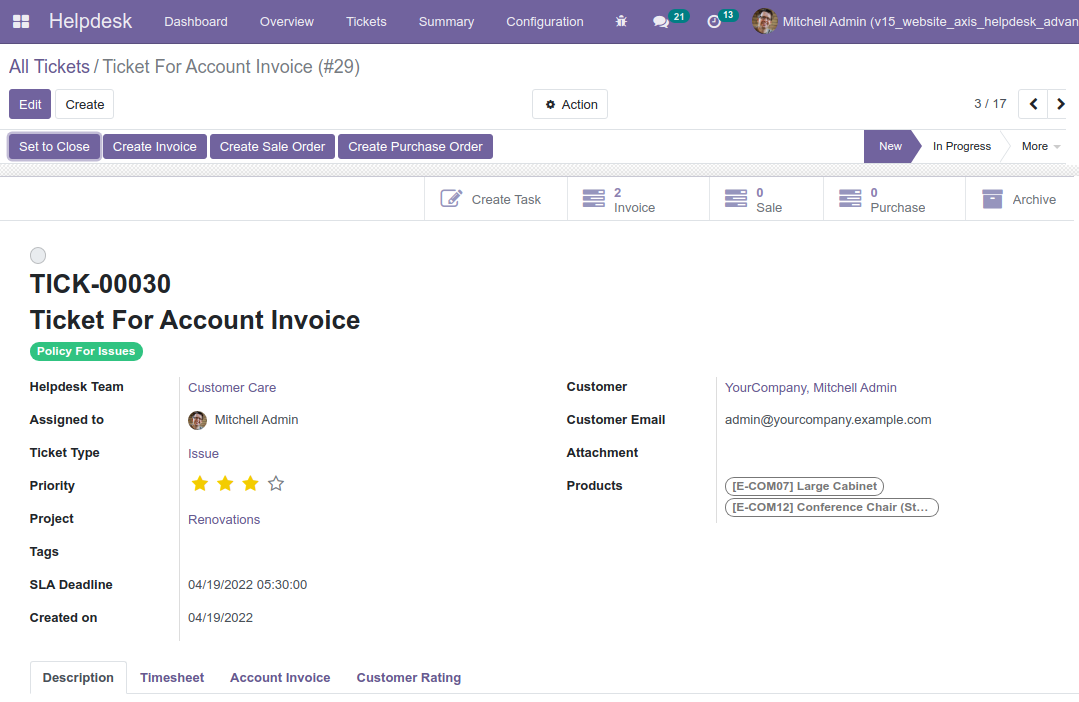 Helpdesk Dashboard Overview Tickets Summary Configuration 21 13 Mitchell Admin (v15_website_axis_helpdesk_advan
All Tickets / Ticket For Account Invoice (#29)
Edit Create Action 3 / 17
Set to Close Create Invoice Create Sale Order Create Purchase Order New In Progress More
Create Task 2 Invoice 0 Sale 0 Purchase Archive
TICK-00030
Ticket For Account Invoice
Policy For Issues
Helpdesk Team Customer Care Customer YourCompany, Mitchell Admin
Assigned to Mitchell Admin Customer Email admin@yourcompany.example.com
Ticket Type Issue Attachment
Priority Products [E-COM07] Large Cabinet
[E-COM12] Conference Chair (St...
Project Renovations
Tags
SLA Deadline 04/19/2022 05:30:00
Created on 04/19/2022
Description Timesheet Account Invoice Customer Rating